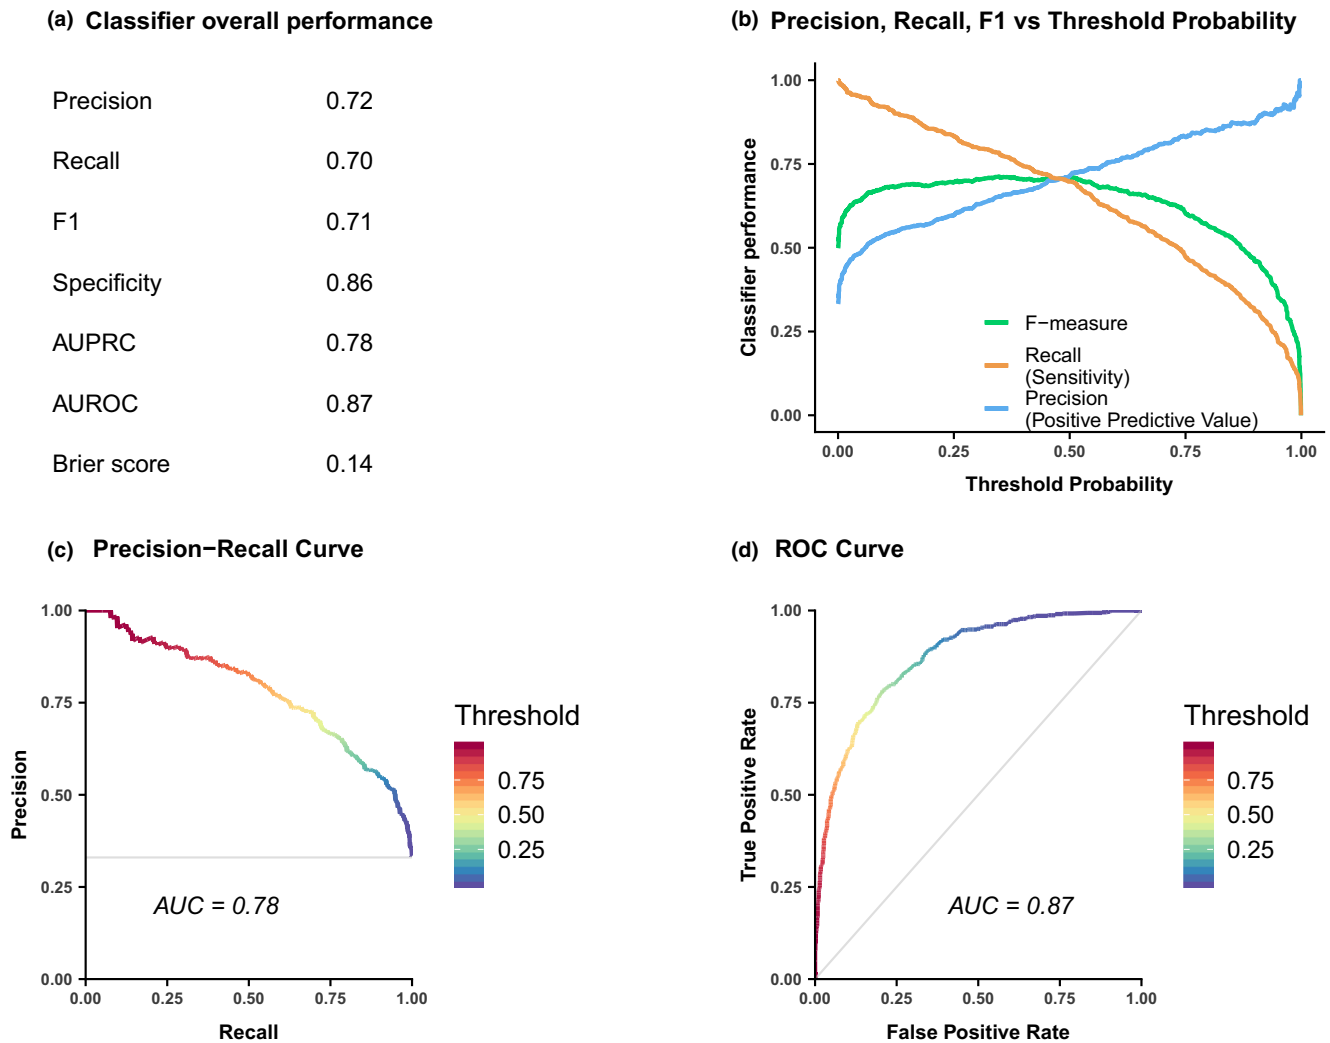 (a) Classifier overall performance
Precision 0.72
Recall 0.70
F1 0.71
Specificity 0.86
AUPRC 0.78
AUROC 0.87
Brier score 0.14
(b) Precision, Recall, F1 vs Threshold Probability
Classifier performance
1.00
0.75
0.50
0.25
0.00
F−measure
Recall
(Sensitivity)
Precision
(Positive Predictive Value)
0.00 0.25 0.50 0.75 1.00
Threshold Probability
(c) Precision−Recall Curve
Precision
1.00
0.75
0.50
0.25
0.00
AUC = 0.78
0.00 0.25 0.50 0.75 1.00
Recall
Threshold
0.75
0.50
0.25
(d) ROC Curve
True Positive Rate
1.00
0.75
0.50
0.25
0.00
AUC = 0.87
0.00 0.25 0.50 0.75 1.00
False Positive Rate
Threshold
0.75
0.50
0.25